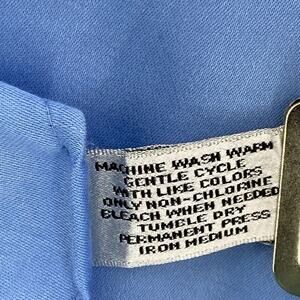 MACHINE WASH WARM
GENTLE CYCLE
WITH LIKE COLORS
ONLY NON-CHLORINE
BLEACH WHEN NEEDED
TUMBLE DRY
PERMANENT PRESS
IRON MEDIUM